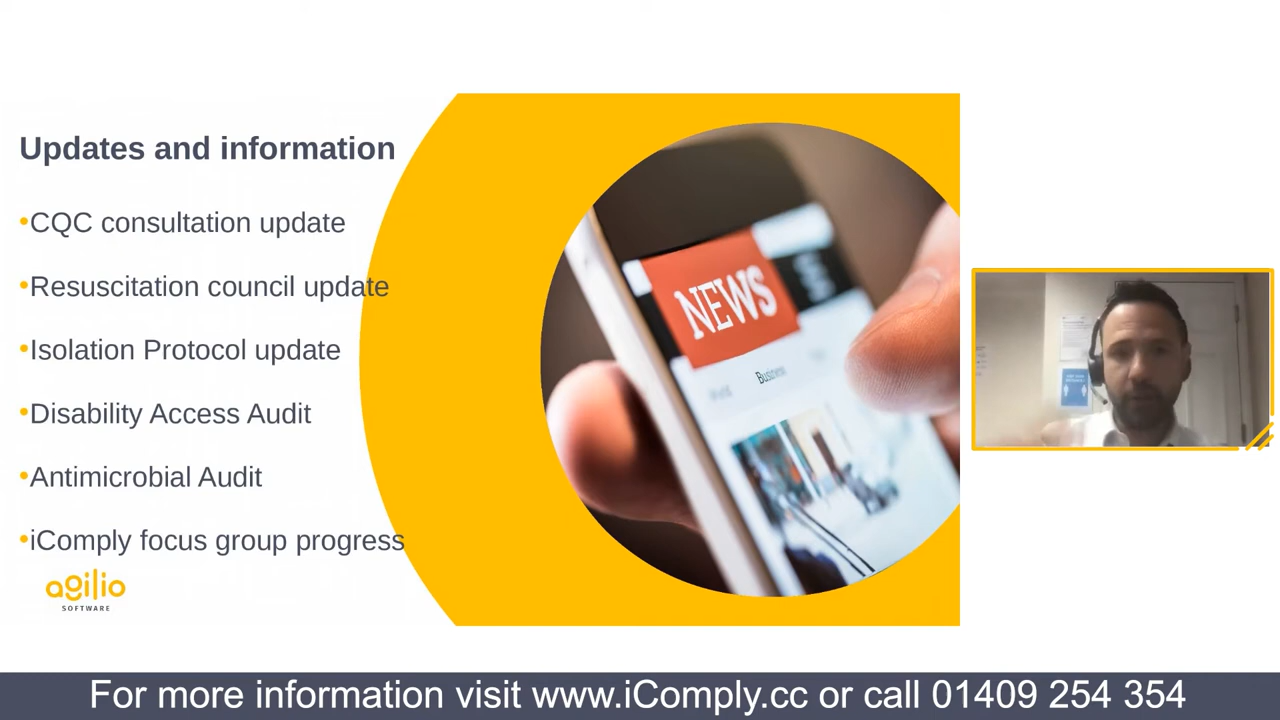 Updates and information
•CQC consultation update
•Resuscitation council update
•Isolation Protocol update
•Disability Access Audit
•Antimicrobial Audit
•iComply focus group progress
agilio
SOFTWARE
NEWS
Business
For more information visit www.iComply.cc or call 01409 254 354